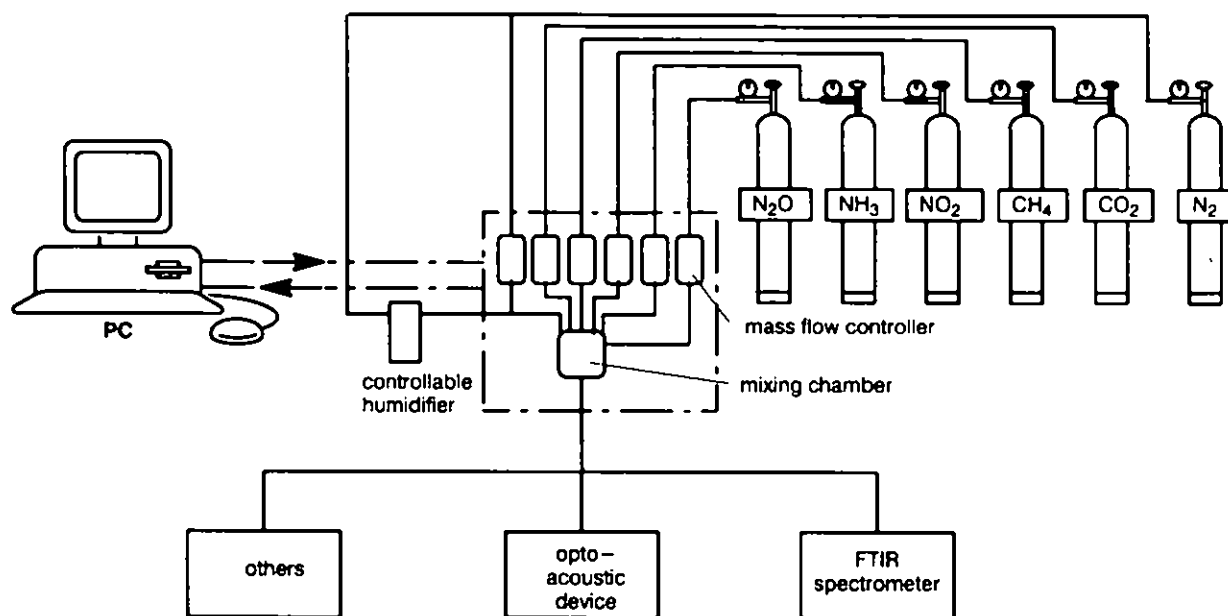 N₂O NH₃ NO₂ CH₄ CO₂ N₂
PC
mass flow controller
controllable
humidifier
mixing chamber
others
opto –
acoustic
device
FTIR
spectrometer